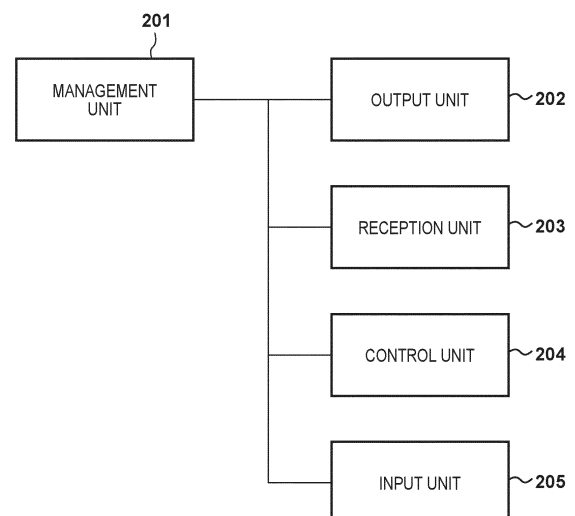 201
MANAGEMENT
UNIT
OUTPUT UNIT
202
RECEPTION UNIT
203
CONTROL UNIT
204
INPUT UNIT
205